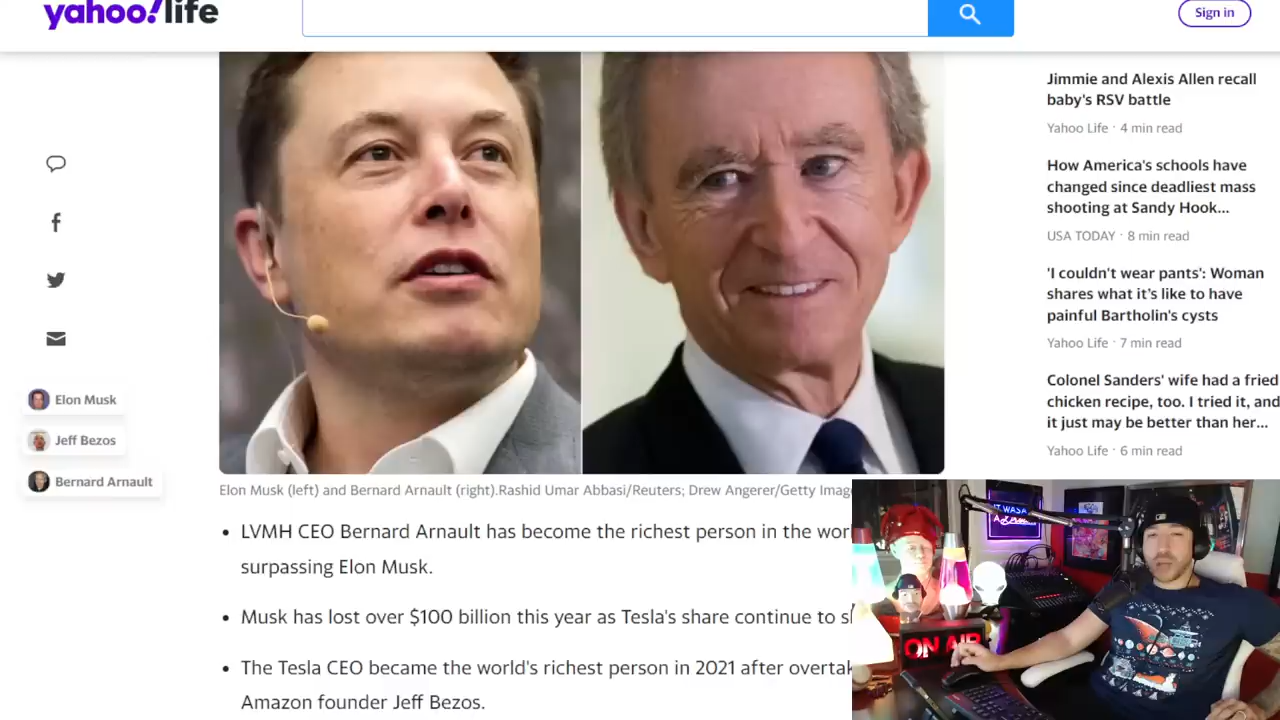 yahoo!life
Sign in
Jimmie and Alexis Allen recall
baby's RSV battle
Yahoo Life · 4 min read
How America's schools have
changed since deadliest mass
shooting at Sandy Hook...
USA TODAY · 8 min read
'I couldn't wear pants': Woman
shares what it's like to have
painful Bartholin's cysts
Yahoo Life · 7 min read
Colonel Sanders' wife had a fried
chicken recipe, too. I tried it, and
it just may be better than her...
Yahoo Life · 6 min read
Elon Musk
Jeff Bezos
Bernard Arnault
Elon Musk (left) and Bernard Arnault (right).Rashid Umar Abbasi/Reuters; Drew Angerer/Getty Imag
• LVMH CEO Bernard Arnault has become the richest person in the wor
surpassing Elon Musk.
• Musk has lost over $100 billion this year as Tesla's share continue to
• The Tesla CEO became the world's richest person in 2021 after overta
Amazon founder Jeff Bezos.
IT WAS A
ON AIR